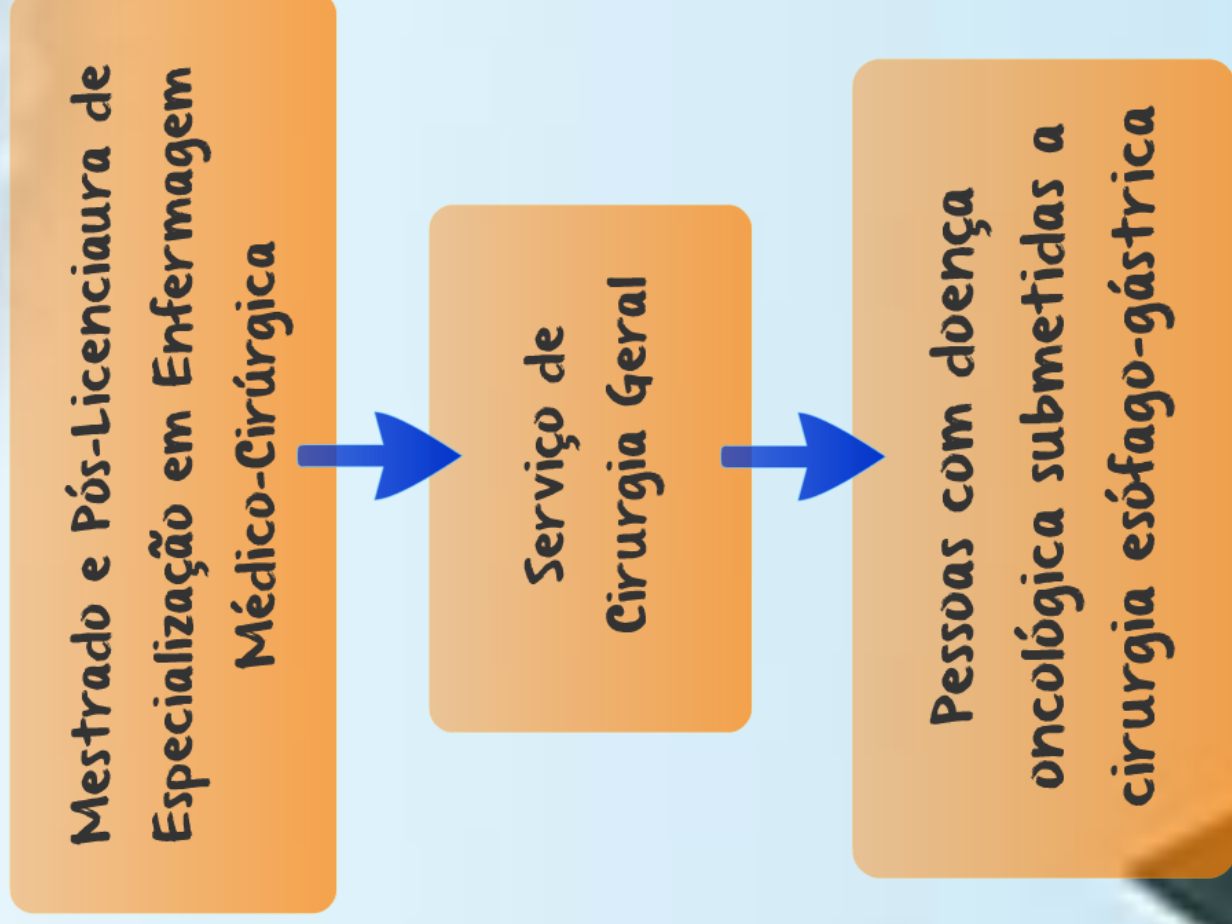 Mestrado e Pós-Licenciaura de
Especialização em Enfermagem
Médico-Cirúrgica
Serviço de
Cirurgia Geral
Pessoas com doença
oncológica submetidas a
cirurgia esófago-gástrica